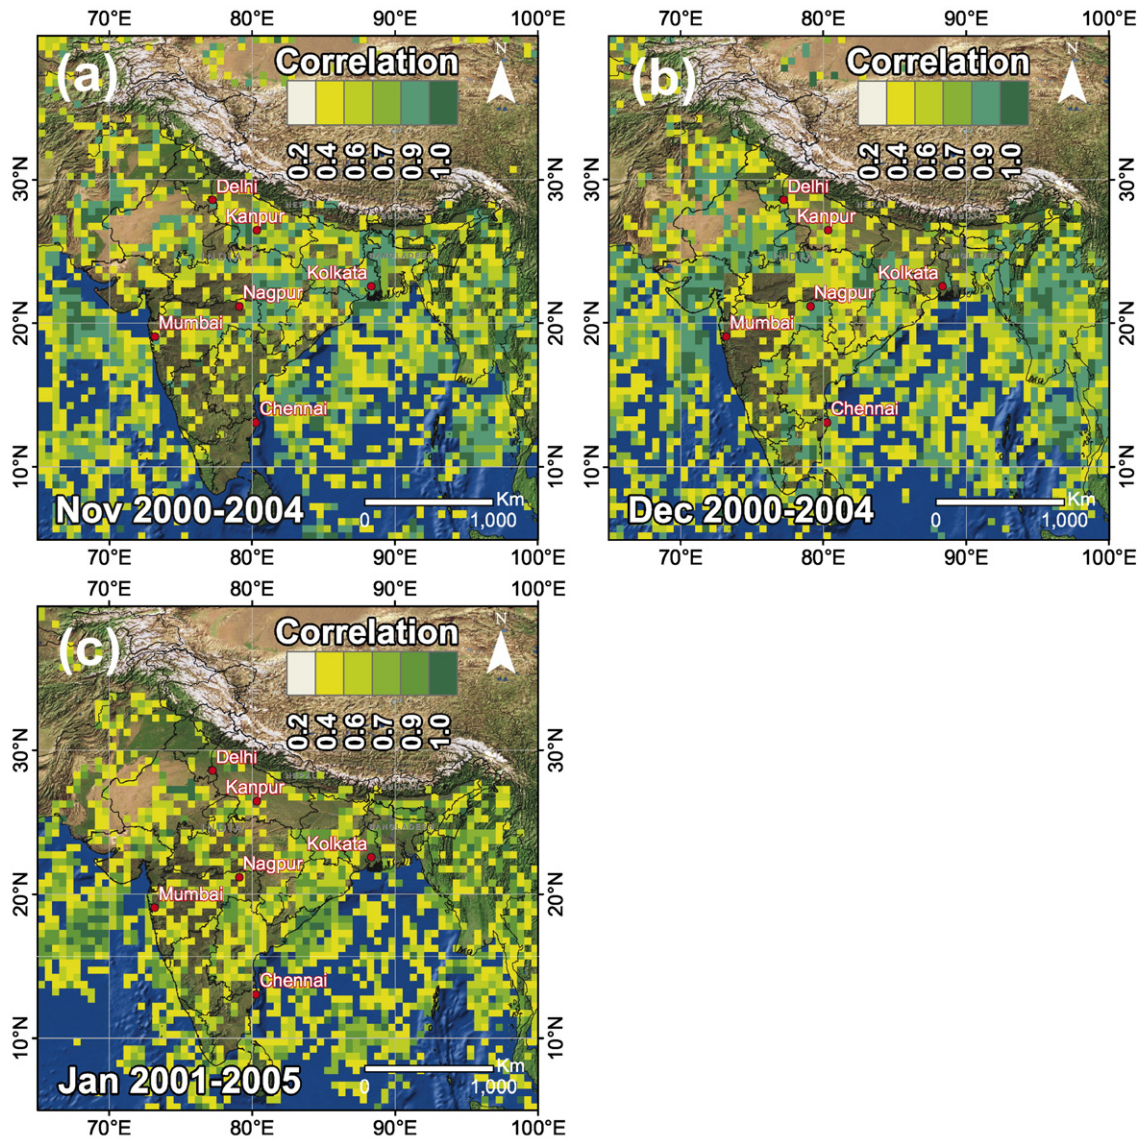 70°E 80°E 90°E 100°E
(a)
Correlation
N
0.2 0.4 0.6 0.7 0.9 1.0
30°N
20°N
10°N
Delhi
Kanpur
Kolkata
Nagpur
Mumbai
Chennai
Nov 2000-2004
Km
0 1,000
30°N
20°N
10°N
70°E 80°E 90°E 100°E
70°E 80°E 90°E 100°E
(b)
Correlation
N
0.2 0.4 0.6 0.7 0.9 1.0
30°N
20°N
10°N
Delhi
Kanpur
Kolkata
Nagpur
Mumbai
Chennai
Dec 2000-2004
Km
0 1,000
30°N
20°N
10°N
70°E 80°E 90°E 100°E
70°E 80°E 90°E 100°E
(c)
Correlation
N
0.2 0.4 0.6 0.7 0.9 1.0
30°N
20°N
10°N
Delhi
Kanpur
BANGLADESH
Kolkata
Nagpur
Mumbai
Chennai
Jan 2001-2005
Km
0 1,000
30°N
20°N
10°N
70°E 80°E 90°E 100°E